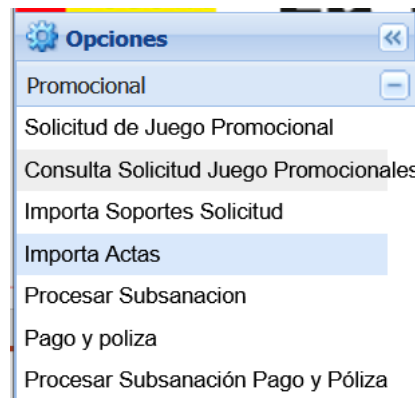 Opciones
Promocional
Solicitud de Juego Promocional
Consulta Solicitud Juego Promocionales
Importa Soportes Solicitud
Importa Actas
Procesar Subsanacion
Pago y poliza
Procesar Subsanación Pago y Póliza